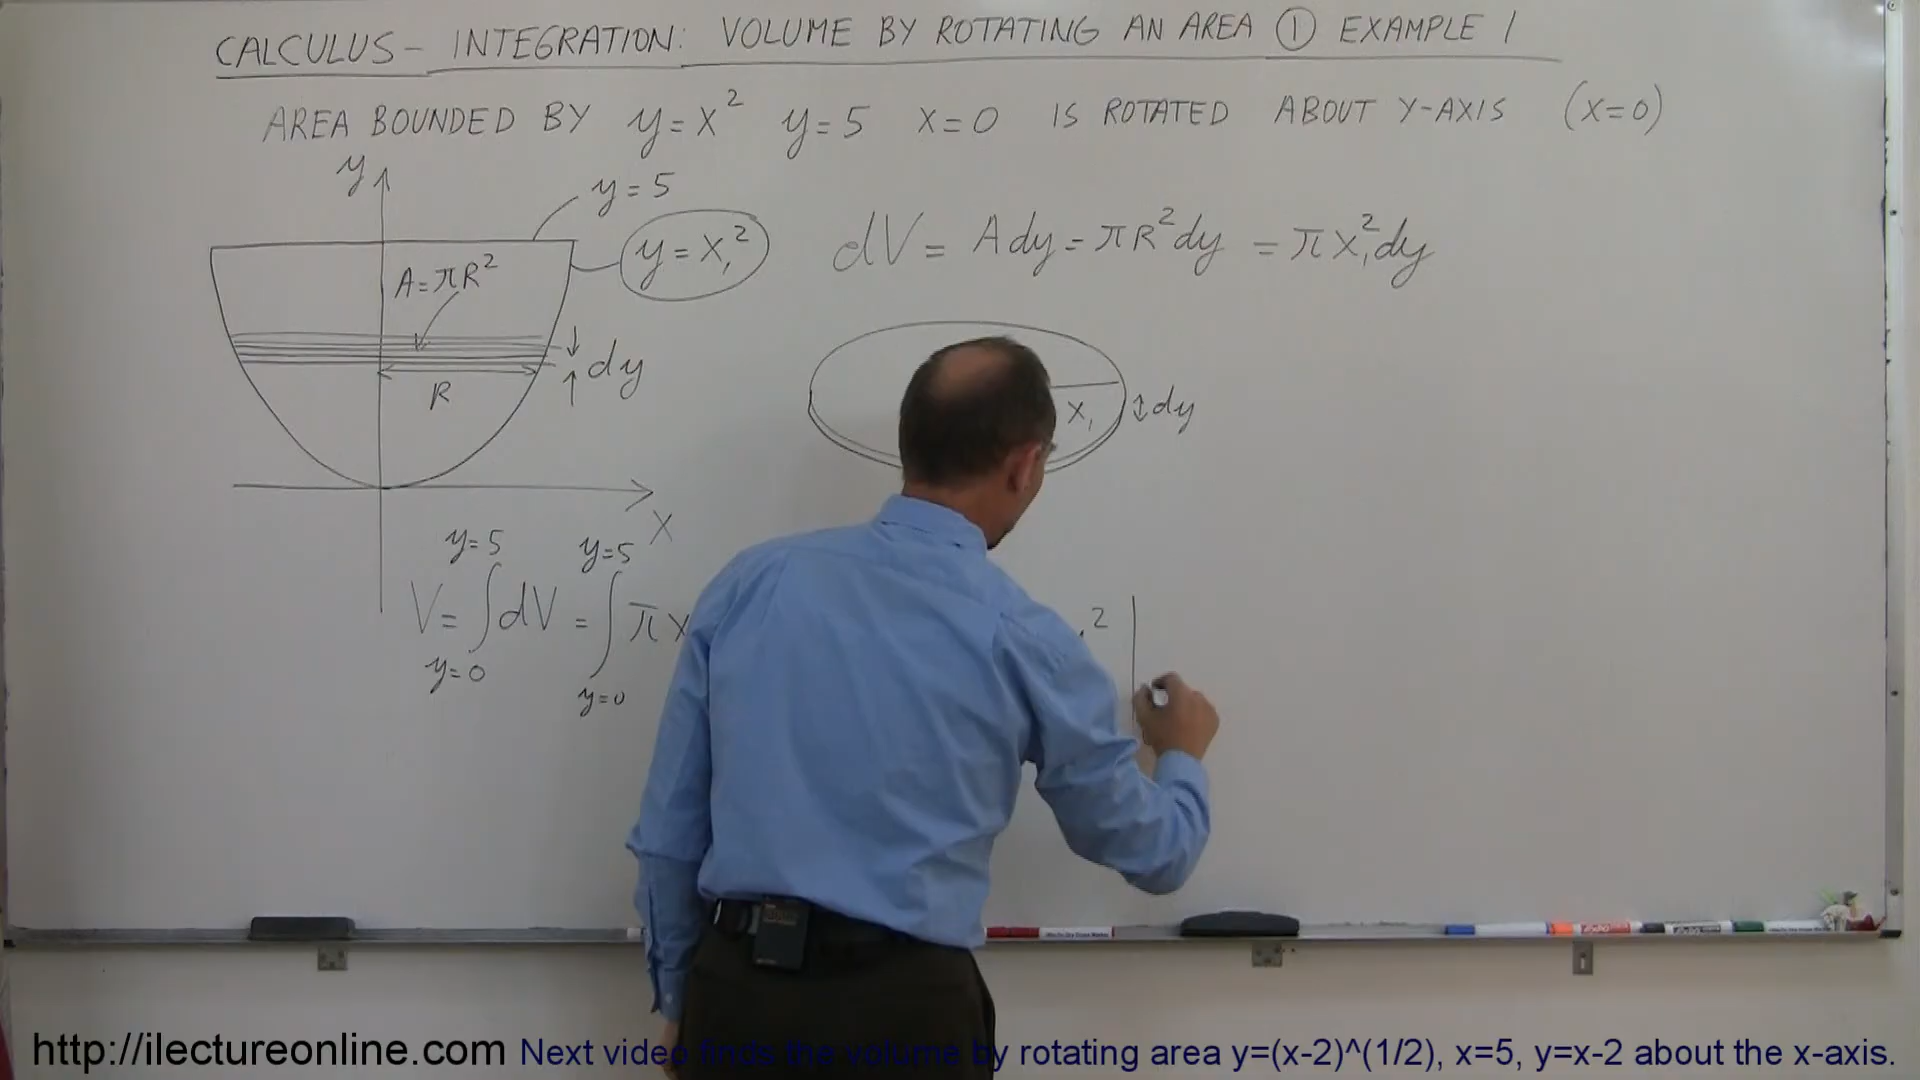 CALCULUS - INTEGRATION: VOLUME BY ROTATING AN AREA ① EXAMPLE 1
AREA BOUNDED BY y=x² y=5 x=0 IS ROTATED ABOUT Y-AXIS (x=0)
y
y=5
y=x₁²
dV = A dy = πR²dy = πx₁²dy
A=πR²
dy
R
x₁
dy
X
y=5 y=5
V = ∫dV = ∫πx
y=0 y=0
2
http://ilectureonline.com Next video finds the volume by rotating area y=(x-2)^(1/2), x=5, y=x-2 about the x-axis.